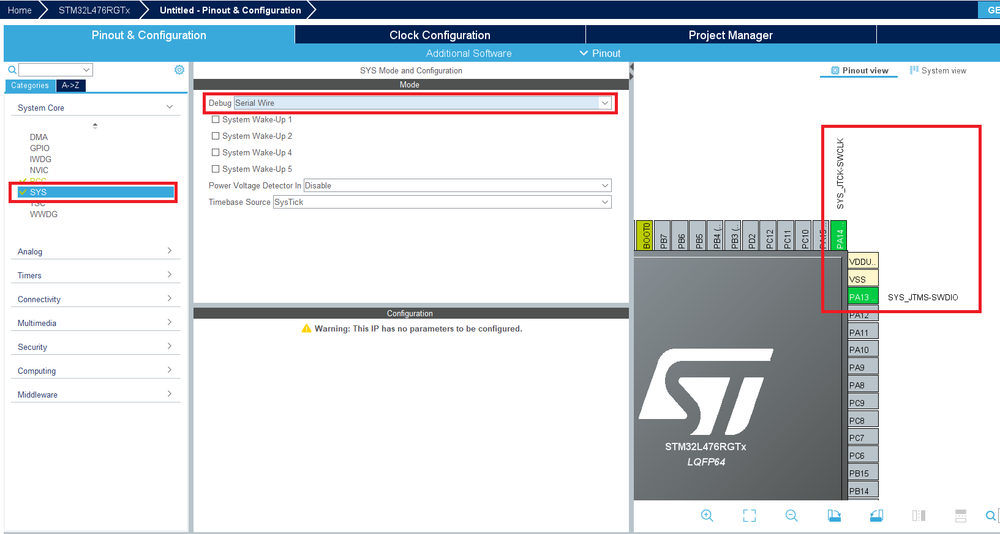 Home
STM32L476RGTx
Untitled - Pinout & Configuration
GE
Pinout & Configuration
Clock Configuration
Project Manager
Additional Software
Pinout
Categories
A->Z
System Core
DMA
GPIO
IWDG
NVIC
RCC
SYS
TSC
WWDG
Analog
Timers
Connectivity
Multimedia
Security
Computing
Middleware
SYS Mode and Configuration
Mode
Debug Serial Wire
System Wake-Up 1
System Wake-Up 2
System Wake-Up 4
System Wake-Up 5
Power Voltage Detector In Disable
Timebase Source SysTick
Configuration
Warning: This IP has no parameters to be configured.
Pinout view
System view
SYS_JTCK-SWCLK
BOOT0
PB7
PB6
PB5
PB4 (..
PB3 (..
PD2
PC12
PC11
PC10
PA15 ..
PA14 ..
VDDU..
VSS
PA13 ..
SYS_JTMS-SWDIO
PA12
PA11
PA10
PA9
PA8
PC9
PC8
PC7
PC6
PB15
PB14
ST
STM32L476RGTx
LQFP64